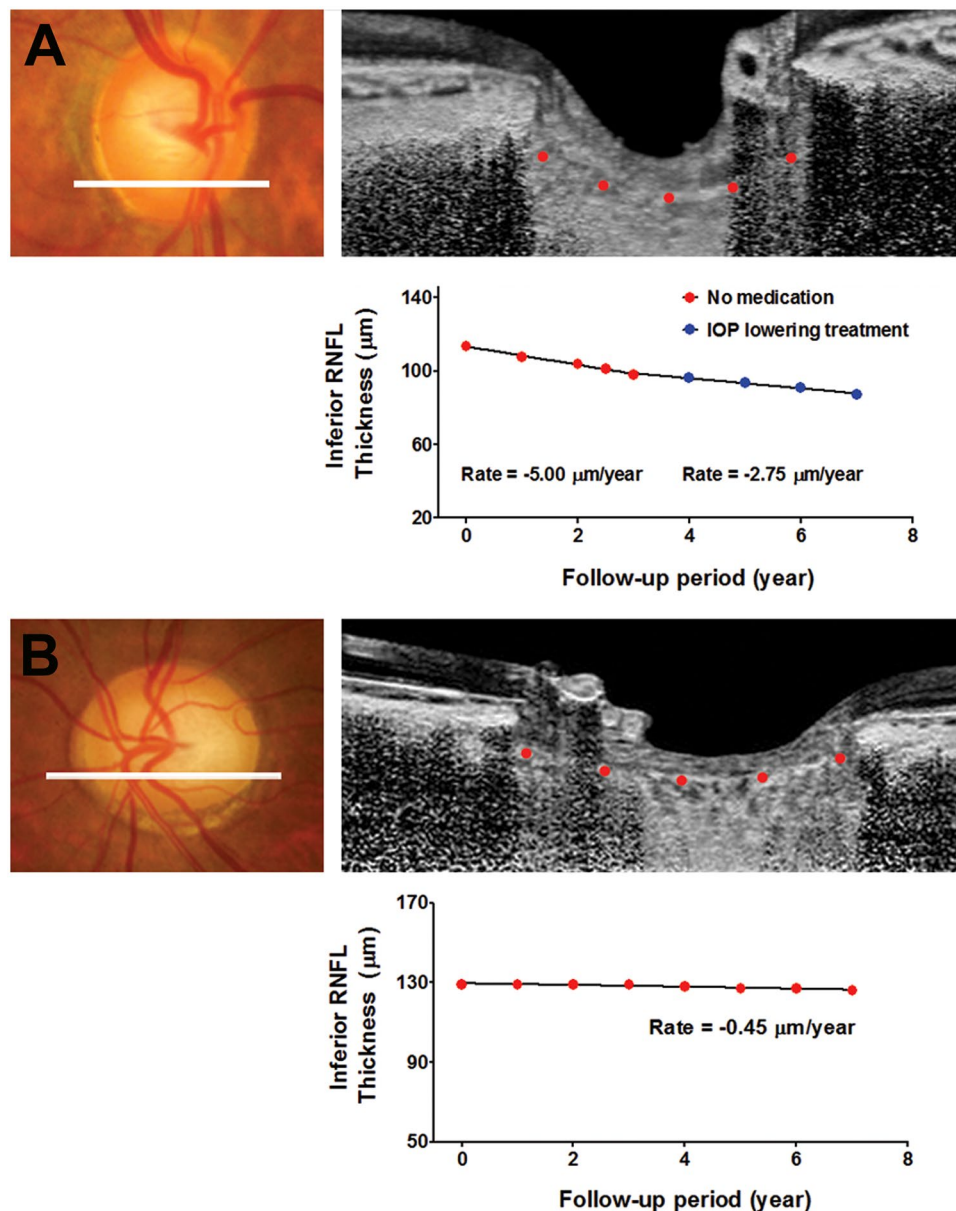 A
No medication
IOP lowering treatment
Inferior RNFL
Thickness (μm)
140
100
60
20
Rate = -5.00 μm/year
Rate = -2.75 μm/year
0 2 4 6 8
Follow-up period (year)
B
Inferior RNFL
Thickness (μm)
170
130
90
50
Rate = -0.45 μm/year
0 2 4 6 8
Follow-up period (year)